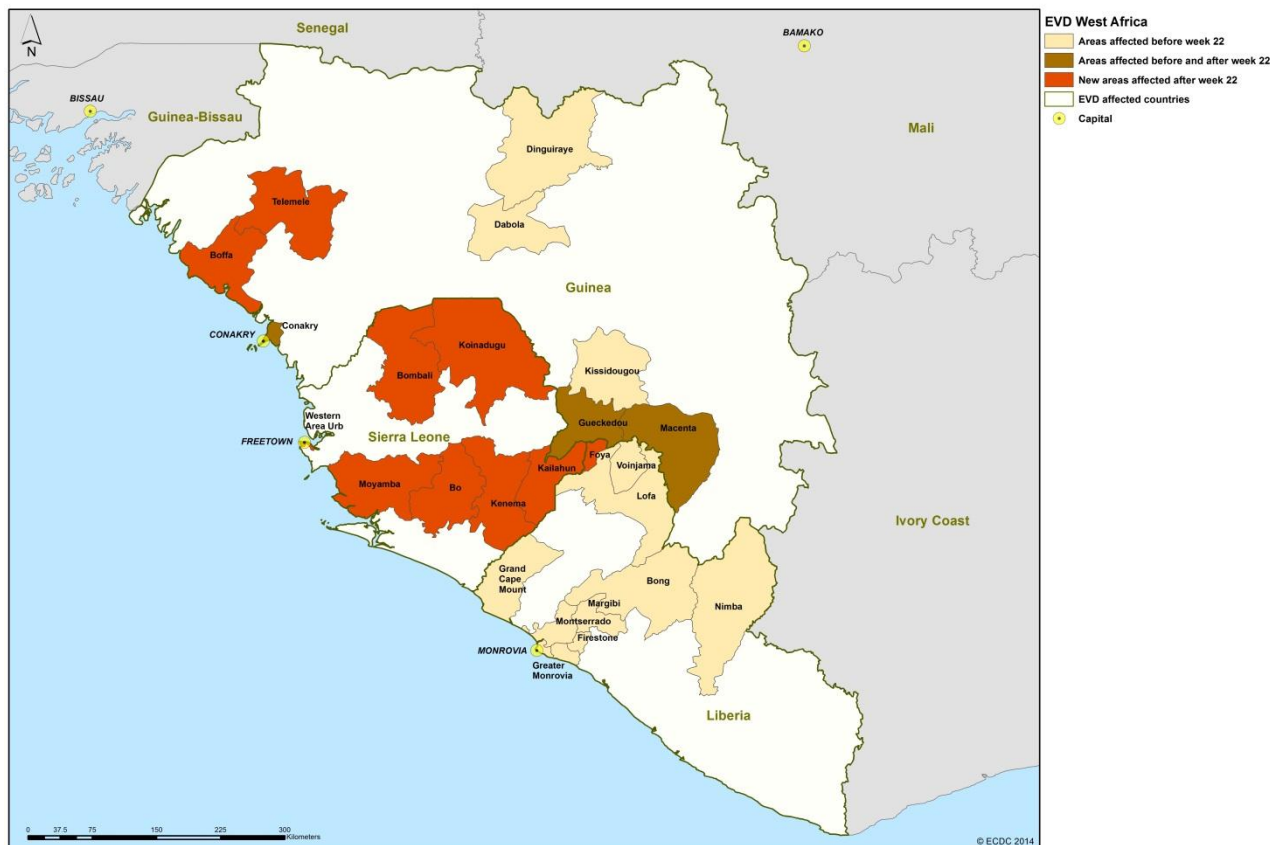 EVD West Africa
Areas affected before week 22
Areas affected before and after week 22
New areas affected after week 22
EVD affected countries
Capital
N
Senegal
BAMAKO
BISSAU
Guinea-Bissau
Mali
Dinguiraye
Telemele
Dabola
Boffa
Guinea
Conakry
CONAKRY
Koinadugu
Bombali
Kissidougou
Western
Area Urb
Gueckedou
Macenta
FREETOWN
Sierra Leone
Foya
Kailahun
Voinjama
Moyamba
Bo
Kenema
Lofa
Ivory Coast
Grand
Cape
Mount
Bong
Nimba
Margibi
Montserrado
Firestone
MONROVIA
Greater
Monrovia
Liberia
0 37 5 75 150 225 300
Kilometers
© ECDC 2014